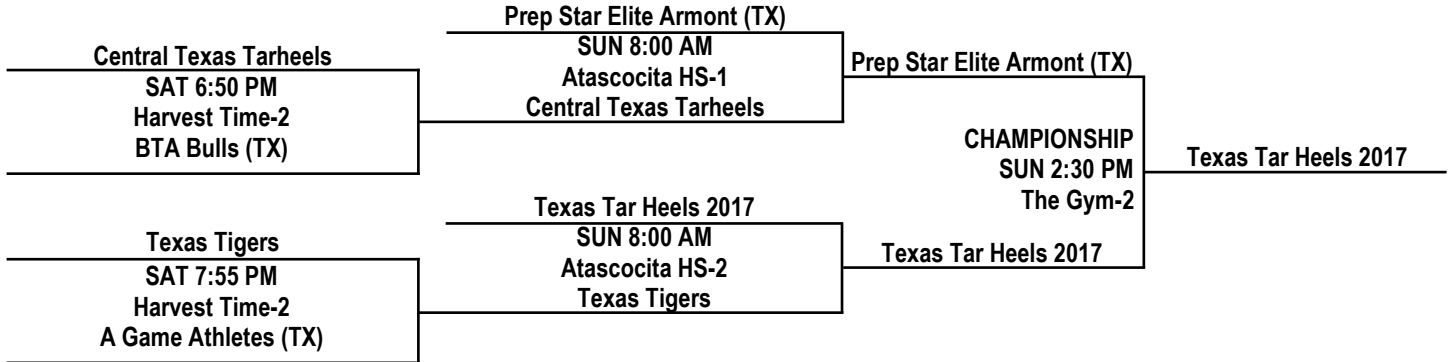 Prep Star Elite Armont (TX)
Central Texas Tarheels
SUN 8:00 AM
SAT 6:50 PM
Atascocita HS-1
Prep Star Elite Armont (TX)
Harvest Time-2
Central Texas Tarheels
BTA Bulls (TX)
CHAMPIONSHIP
SUN 2:30 PM
Texas Tar Heels 2017
The Gym-2
Texas Tar Heels 2017
Texas Tigers
SUN 8:00 AM
Texas Tar Heels 2017
SAT 7:55 PM
Atascocita HS-2
Harvest Time-2
Texas Tigers
A Game Athletes (TX)